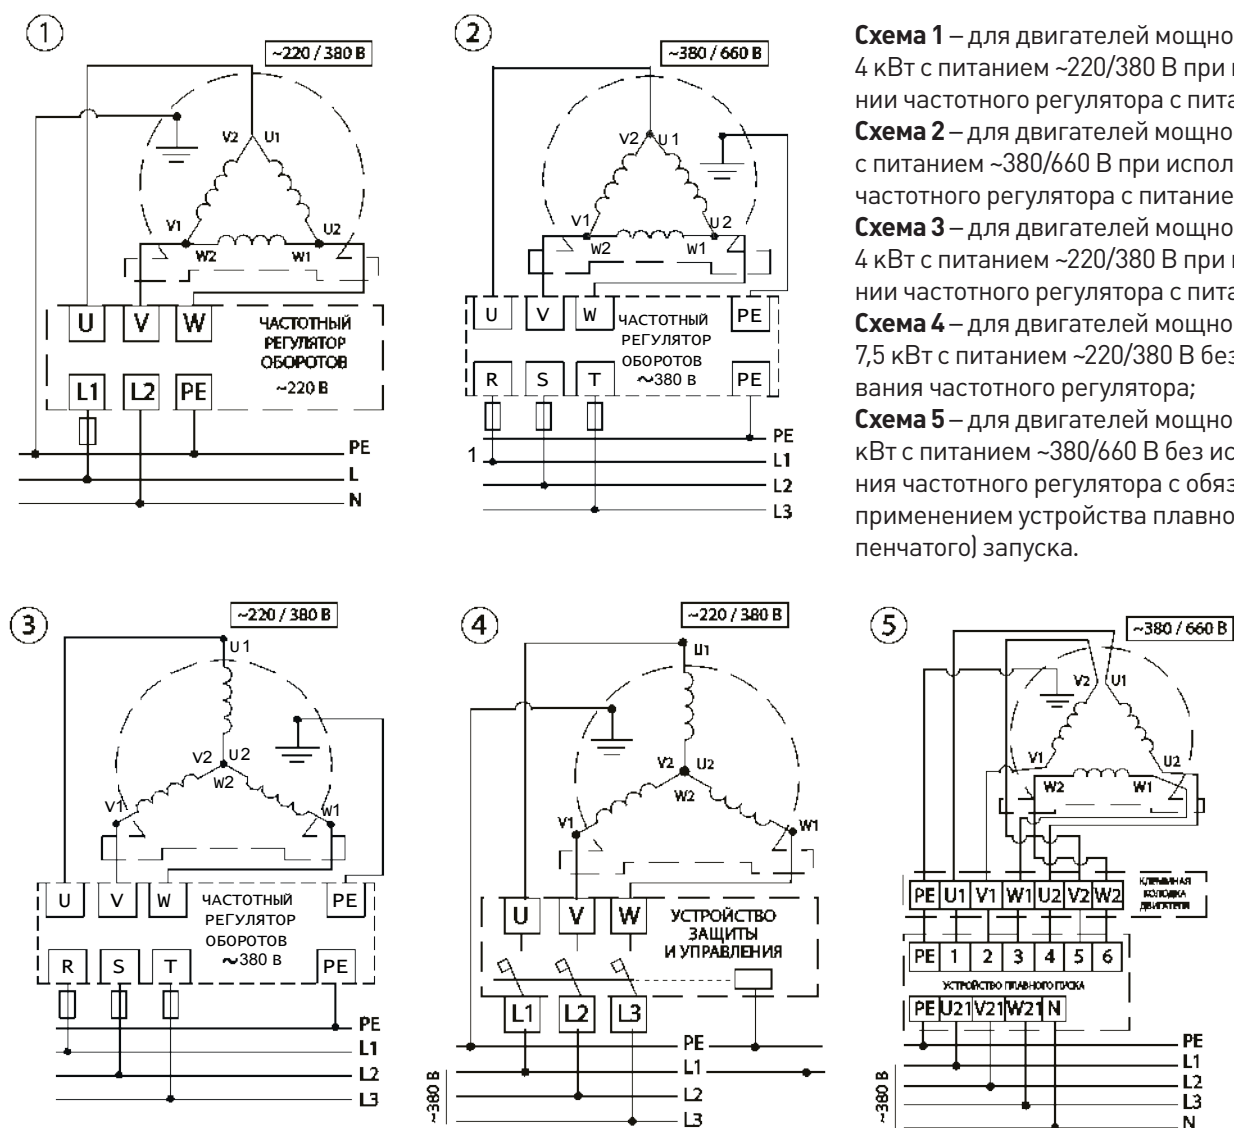 1
~220 / 380 В
V2 U1
V1 U2
W2 W1
U V W
ЧАСТОТНЫЙ
РЕГУЛЯТОР
ОБОРОТОВ
~220 В
L1 L2 PE
PE
L
N
2
~380 / 660 В
V2 U1
V1 U2
W2 W1
U V W PE
ЧАСТОТНЫЙ
РЕГУЛЯТОР
ОБОРОТОВ
~380 В
R S T PE
PE
1 L1
L2
L3
Схема 1 – для двигателей мощно
4 кВт с питанием ~220/380 В при
нии частотного регулятора с пита
Схема 2 – для двигателей мощно
с питанием ~380/660 В при испол
частотного регулятора с питание
Схема 3 – для двигателей мощно
4 кВт с питанием ~220/380 В при
нии частотного регулятора с пита
Схема 4 – для двигателей мощно
7,5 кВт с питанием ~220/380 В без
вания частотного регулятора;
Схема 5 – для двигателей мощно
кВт с питанием ~380/660 В без ис
ния частотного регулятора с обяз
применением устройства плавно
пенчатого) запуска.
3
~220 / 380 В
U1
V2 U2
W2
V1 W1
U V W PE
ЧАСТОТНЫЙ
РЕГУЛЯТОР
ОБОРОТОВ
~380 В
R S T PE
PE
L1
L2
L3
4
~220 / 380 В
U1
V2 U2
W2
V1 W1
U V W
УСТРОЙСТВО
ЗАЩИТЫ
И УПРАВЛЕНИЯ
L1 L2 L3
PE
L1
L2
L3
~380 В
5
~380 / 660 В
V2 U1
V1 U2
W2 W1
PE U1 V1 W1 U2 V2 W2
КЛЕММНАЯ
КОЛОДКА
ДВИГАТЕЛЯ
PE 1 2 3 4 5 6
УСТРОЙСТВО ПЛАВНОГО ПУСКА
PE U21 V21 W21 N
PE
L1
L2
L3
N
~380 В